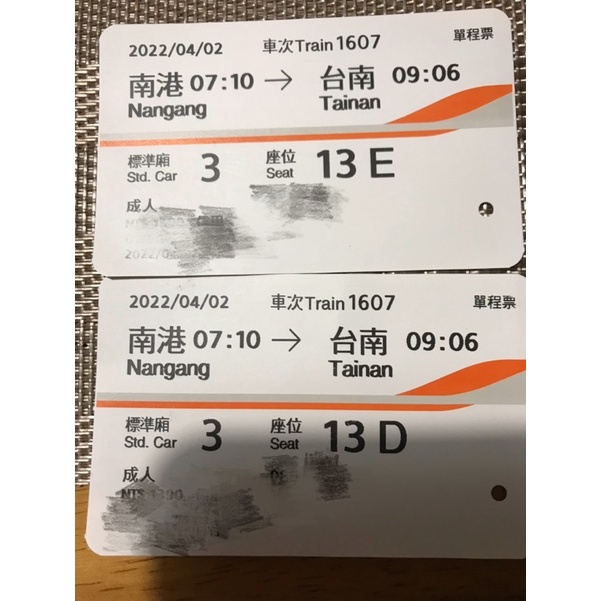 2022/04/02 車次Train 1607 單程票
南港 07:10 → 台南 09:06
Nangang Tainan
標準廂 3 座位 13 E
Std. Car Seat
成人
2022/04/02 車次Train 1607 單程票
南港 07:10 → 台南 09:06
Nangang Tainan
標準廂 3 座位 13 D
Std. Car Seat
成人